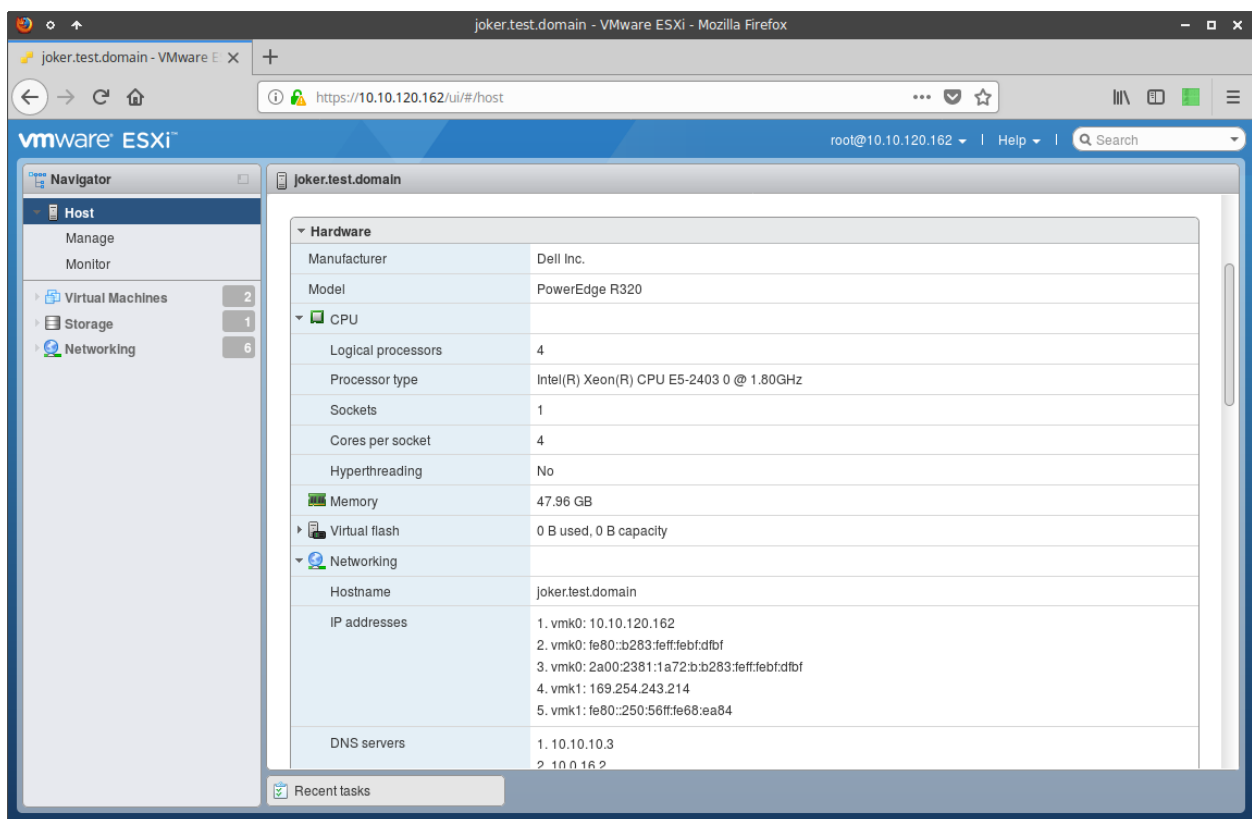 joker.test.domain - VMware ESXi - Mozilla Firefox
joker.test.domain - VMware E
https://10.10.120.162/ui/#/host
vmware ESXi™
root@10.10.120.162 | Help | Search
Navigator
joker.test.domain
Host
Manage
Monitor
Virtual Machines 2
Storage 1
Networking 6
Hardware
Manufacturer Dell Inc.
Model PowerEdge R320
CPU
Logical processors 4
Processor type Intel(R) Xeon(R) CPU E5-2403 0 @ 1.80GHz
Sockets 1
Cores per socket 4
Hyperthreading No
Memory 47.96 GB
Virtual flash 0 B used, 0 B capacity
Networking
Hostname joker.test.domain
IP addresses 1. vmk0: 10.10.120.162
2. vmk0: fe80::b283:feff:febf:dfbf
3. vmk0: 2a00:2381:1a72:b:b283:feff:febf:dfbf
4. vmk1: 169.254.243.214
5. vmk1: fe80::250:56ff:fe68:ea84
DNS servers 1. 10.10.10.3
2. 10.0.16.2
Recent tasks